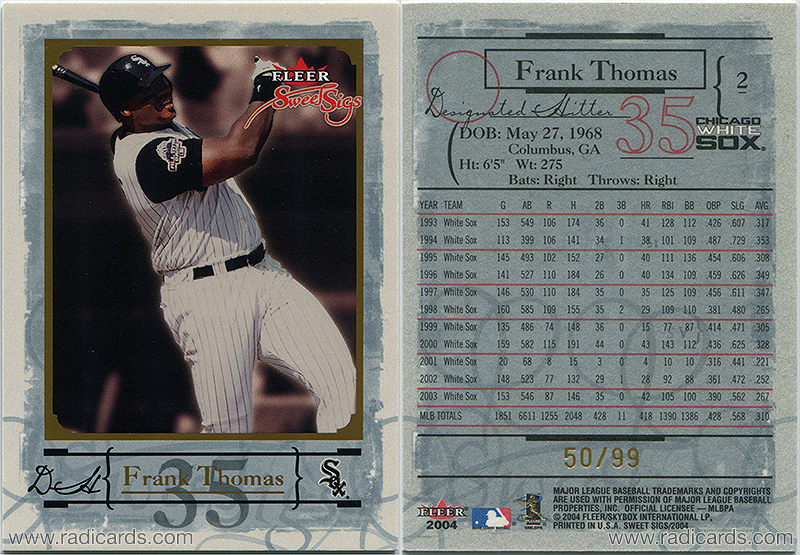 Sox
FLEER
Sweet Sigs
DH
35
Frank Thomas
Sox
www.radicards.com
Frank Thomas
2
Designated Hitter
35
CHICAGO
WHITE
SOX®
DOB: May 27, 1968
Columbus, GA
Ht: 6'5" Wt: 275
Bats: Right Throws: Right
YEAR TEAM G AB R H 2B 3B HR RBI BB OBP SLG AVG
1993 White Sox 153 549 106 174 36 0 41 128 112 .426 .607 .317
1994 White Sox 113 399 106 141 34 1 38 101 109 .487 .729 .353
1995 White Sox 145 493 102 152 27 0 40 111 136 .454 .606 .308
1996 White Sox 141 527 110 184 26 0 40 134 109 .459 .626 .349
1997 White Sox 146 530 110 184 35 0 35 125 109 .456 .611 .347
1998 White Sox 160 585 109 155 35 2 29 109 110 .381 .480 .265
1999 White Sox 135 486 74 148 36 0 15 77 87 .414 .471 .305
2000 White Sox 159 582 115 191 44 0 43 143 112 .436 .625 .328
2001 White Sox 20 68 8 15 3 0 4 10 10 .316 .441 .221
2002 White Sox 148 523 77 132 29 1 28 92 88 .361 .472 .252
2003 White Sox 153 546 87 146 35 0 42 105 100 .390 .562 .267
MLB TOTALS 1851 6611 1255 2048 428 11 418 1390 1386 .428 .568 .310
50/99
FLEER
2004
MAJOR LEAGUE BASEBALL TRADEMARKS AND COPYRIGHTS
ARE USED WITH PERMISSION OF MAJOR LEAGUE BASEBALL
PROPERTIES, INC. OFFICIAL LICENSEE — MLBPA
© 2004 FLEER/SKYBOX INTERNATIONAL LP.
PRINTED IN U.S.A. SWEET SIGS/2004
www.radicards.com